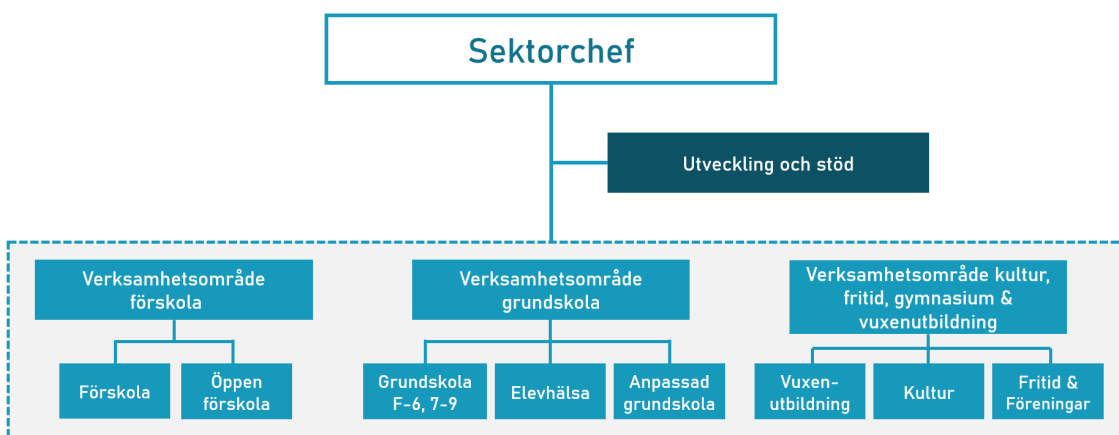 Sektorchef
Utveckling och stöd
Verksamhetsområde
förskola
Verksamhetsområde
grundskola
Verksamhetsområde kultur,
fritid, gymnasium &
vuxenutbildning
Förskola
Öppen
förskola
Grundskola
F-6, 7-9
Elevhälsa
Anpassad
grundskola
Vuxen-
utbildning
Kultur
Fritid &
Föreningar